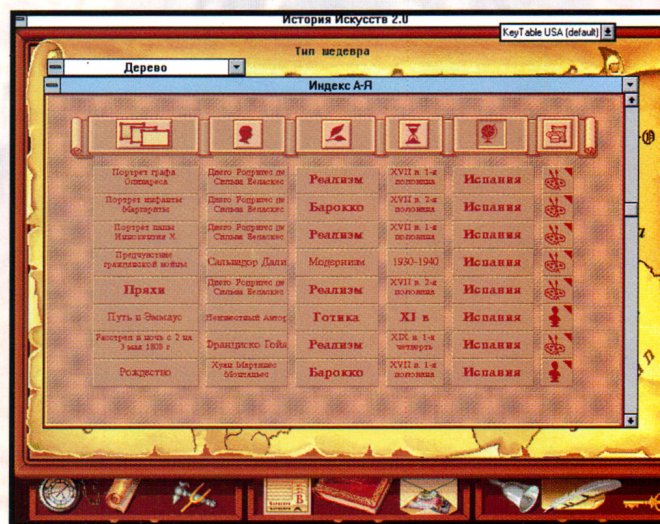 История Искусств 2.0
KeyTable USA (default)
Тип шедевра
Дерево
Индекс А-Я
Портрет графа
Оливареса
Диего Родригес де
Сильва Веласкес
Реализм
XVII в. 1-я
половина
Испания
Портрет инфанты
Маргариты
Диего Родригес де
Сильва Веласкес
Барокко
XVII в. 2-я
половина
Испания
Портрет папы
Иннокентия X
Диего Родригес де
Сильва Веласкес
Реализм
XVII в. 1-я
половина
Испания
Предчувствие
гражданской войны
Сальвадор Дали
Модернизм
1930-1940
Испания
Пряхи
Диего Родригес де
Сильва Веласкес
Реализм
XVII в. 2-я
половина
Испания
Путь в Эммаус
Неизвестный Автор
Готика
XI в
Испания
Расстрел в ночь с 2 на
3 мая 1808 г
Франциско Гойя
Реализм
XIX в. 1-я
четверть
Испания
Рождество
Хуан Мартинес
Монтаньес
Барокко
XVII в. 1-я
половина
Испания